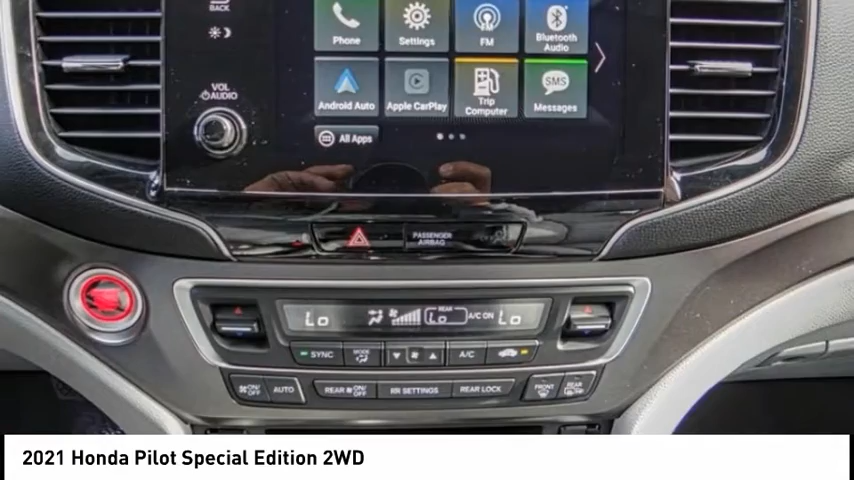 BACK
Phone
Settings
FM
Bluetooth
Audio
VOL
AUDIO
Android Auto
Apple CarPlay
Trip
Computer
SMS
Messages
All Apps
PASSENGER
AIRBAG
Lo
REAR
Lo
A/C ON
Lo
SYNC
MODE
A/C
ON/
OFF
AUTO
REAR
ON/
OFF
RR SETTINGS
REAR LOCK
FRONT
REAR
2021 Honda Pilot Special Edition 2WD